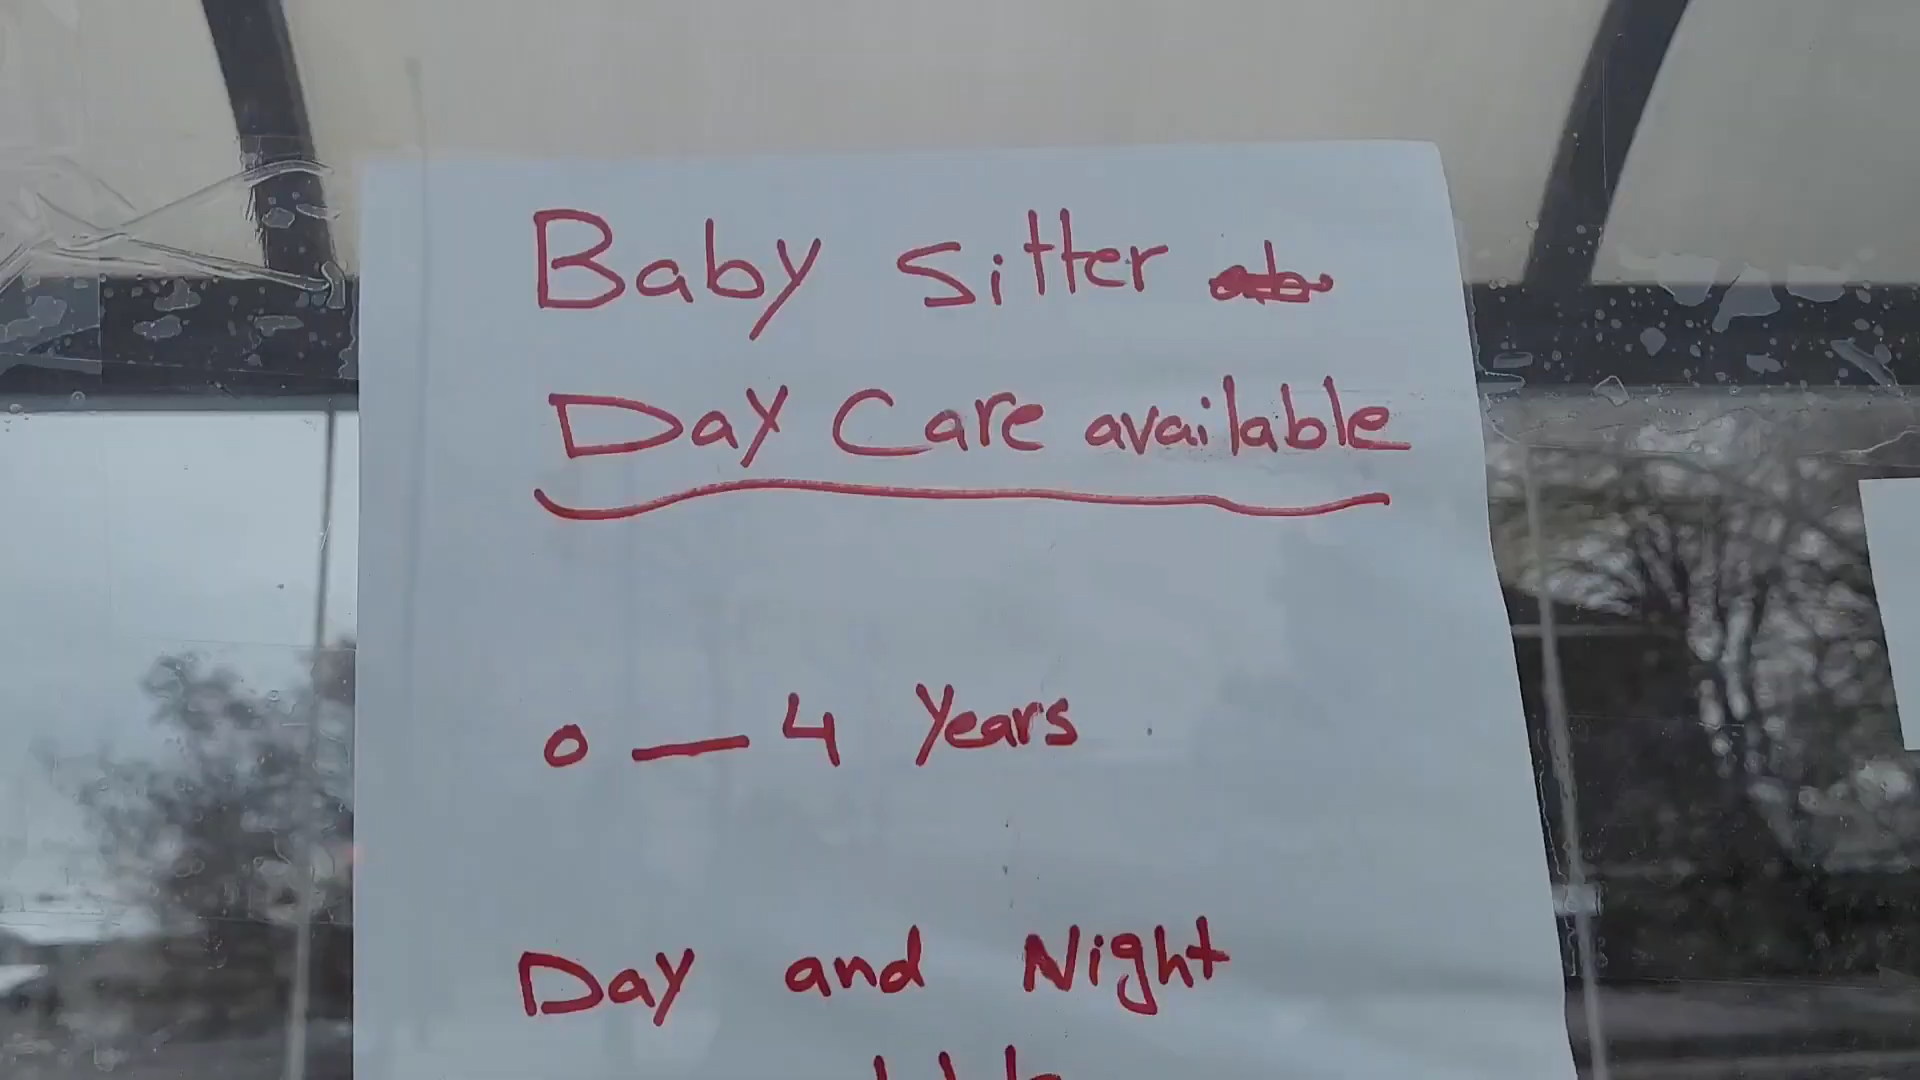 Baby Sitter
Day Care available
0 — 4 Years
Day and Night